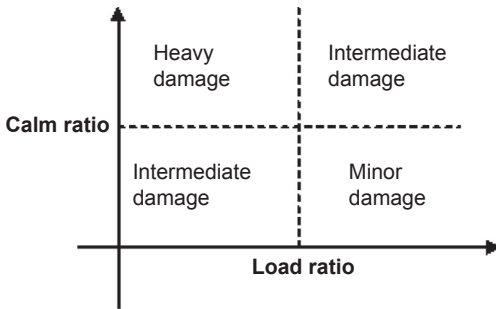 Heavy
damage
Intermediate
damage
Calm ratio
Intermediate
damage
Minor
damage
Load ratio